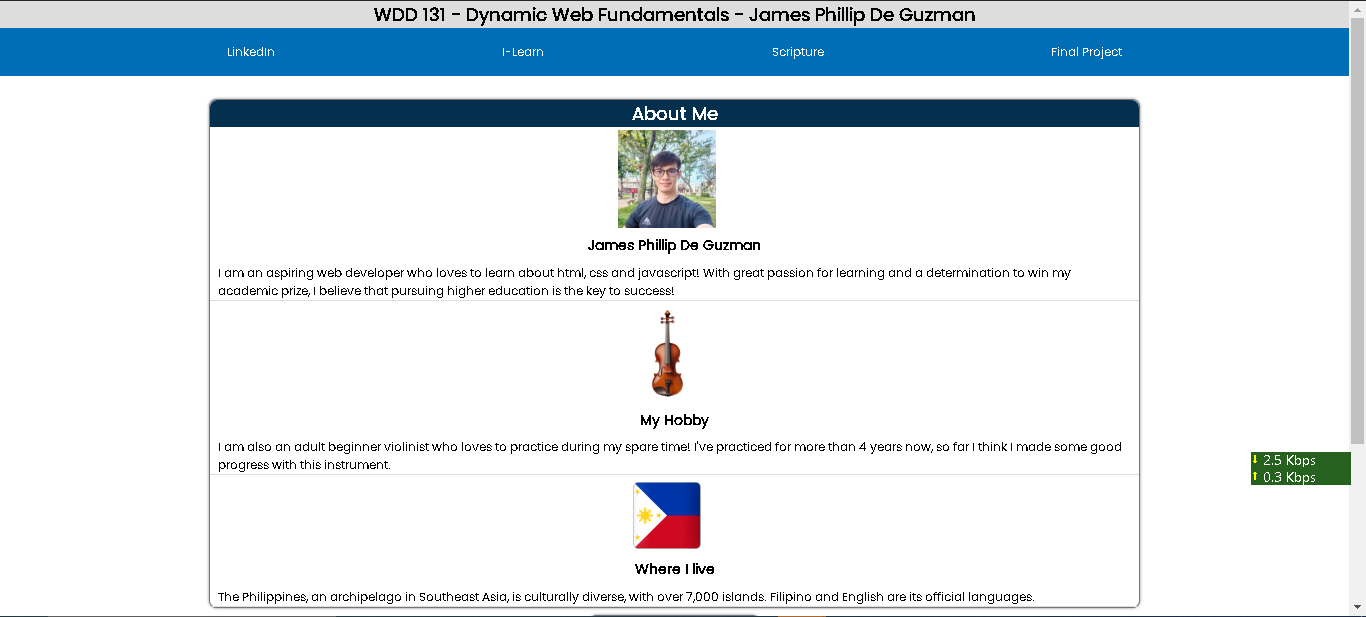 WDD 131 - Dynamic Web Fundamentals - James Phillip De Guzman
LinkedIn
I-Learn
Scripture
Final Project
About Me
James Phillip De Guzman
I am an aspiring web developer who loves to learn about html, css and javascript! With great passion for learning and a determination to win my
academic prize, I believe that pursuing higher education is the key to success!
My Hobby
I am also an adult beginner violinist who loves to practice during my spare time! I've practiced for more than 4 years now, so far I think I made some good
progress with this instrument.
Where I live
The Philippines, an archipelago in Southeast Asia, is culturally diverse, with over 7,000 islands. Filipino and English are its official languages.
2.5 Kbps
0.3 Kbps